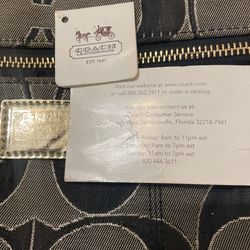 COACH
EST. 1941
Visit our website at www.coach.com
or call 800.262.2411 to order a catalog.
You can also contact us at:
Coach Consumer Service
One Coach Way, Jacksonville, Florida 32218-7941
Monday - Friday: 8am to 11pm est
Saturday: 9am to 7pm est
Sunday: 11am to 7pm est
800 444.3611